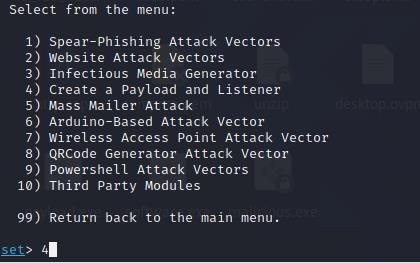 Select from the menu:
1) Spear-Phishing Attack Vectors
2) Website Attack Vectors
3) Infectious Media Generator
4) Create a Payload and Listener
5) Mass Mailer Attack
6) Arduino-Based Attack Vector
7) Wireless Access Point Attack Vector
8) QRCode Generator Attack Vector
9) Powershell Attack Vectors
10) Third Party Modules
99) Return back to the main menu.
set> 4
unzip